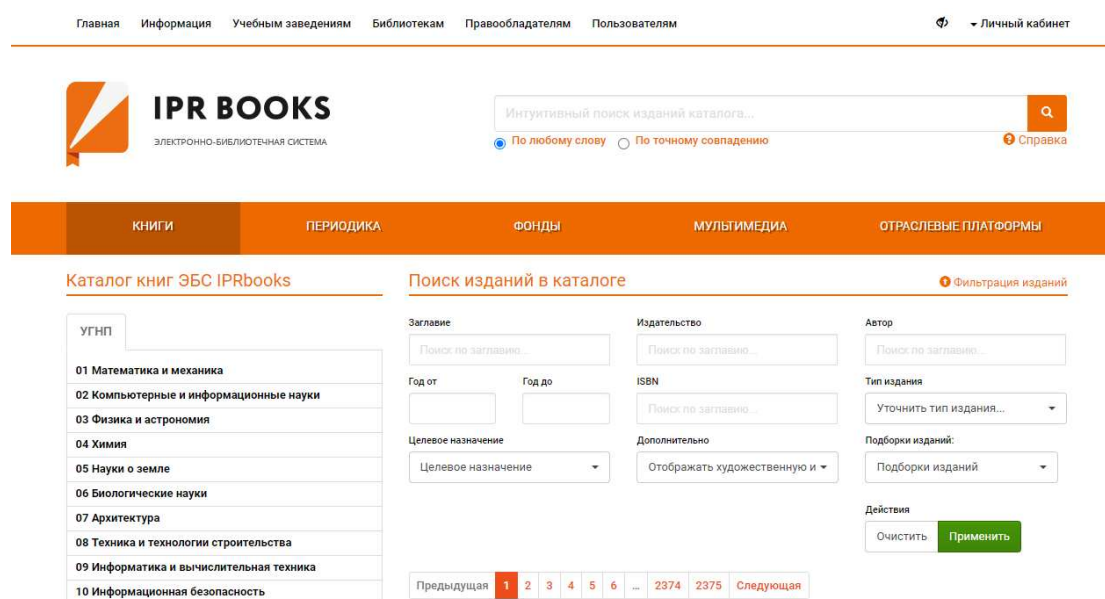 Главная Информация Учебным заведениям Библиотекам Правообладателям Пользователям Личный кабинет
IPR BOOKS
ЭЛЕКТРОННО-БИБЛИОТЕЧНАЯ СИСТЕМА
Интуитивный поиск изданий каталога...
По любому слову По точному совпадению Справка
КНИГИ ПЕРИОДИКА ФОНДЫ МУЛЬТИМЕДИА ОТРАСЛЕВЫЕ ПЛАТФОРМЫ
Каталог книг ЭБС IPRbooks
УГНП
01 Математика и механика
02 Компьютерные и информационные науки
03 Физика и астрономия
04 Химия
05 Науки о земле
06 Биологические науки
07 Архитектура
08 Техника и технологии строительства
09 Информатика и вычислительная техника
10 Информационная безопасность
Поиск изданий в каталоге Фильтрация изданий
Заглавие Издательство Автор
Поиск по заглавию... Поиск по заглавию... Поиск по заглавию...
Год от Год до ISBN Тип издания
Поиск по заглавию... Уточнить тип издания...
Целевое назначение Дополнительно Подборки изданий:
Целевое назначение Отображать художественную и Подборки изданий
Действия
Очистить Применить
Предыдущая 1 2 3 4 5 6 ... 2374 2375 Следующая